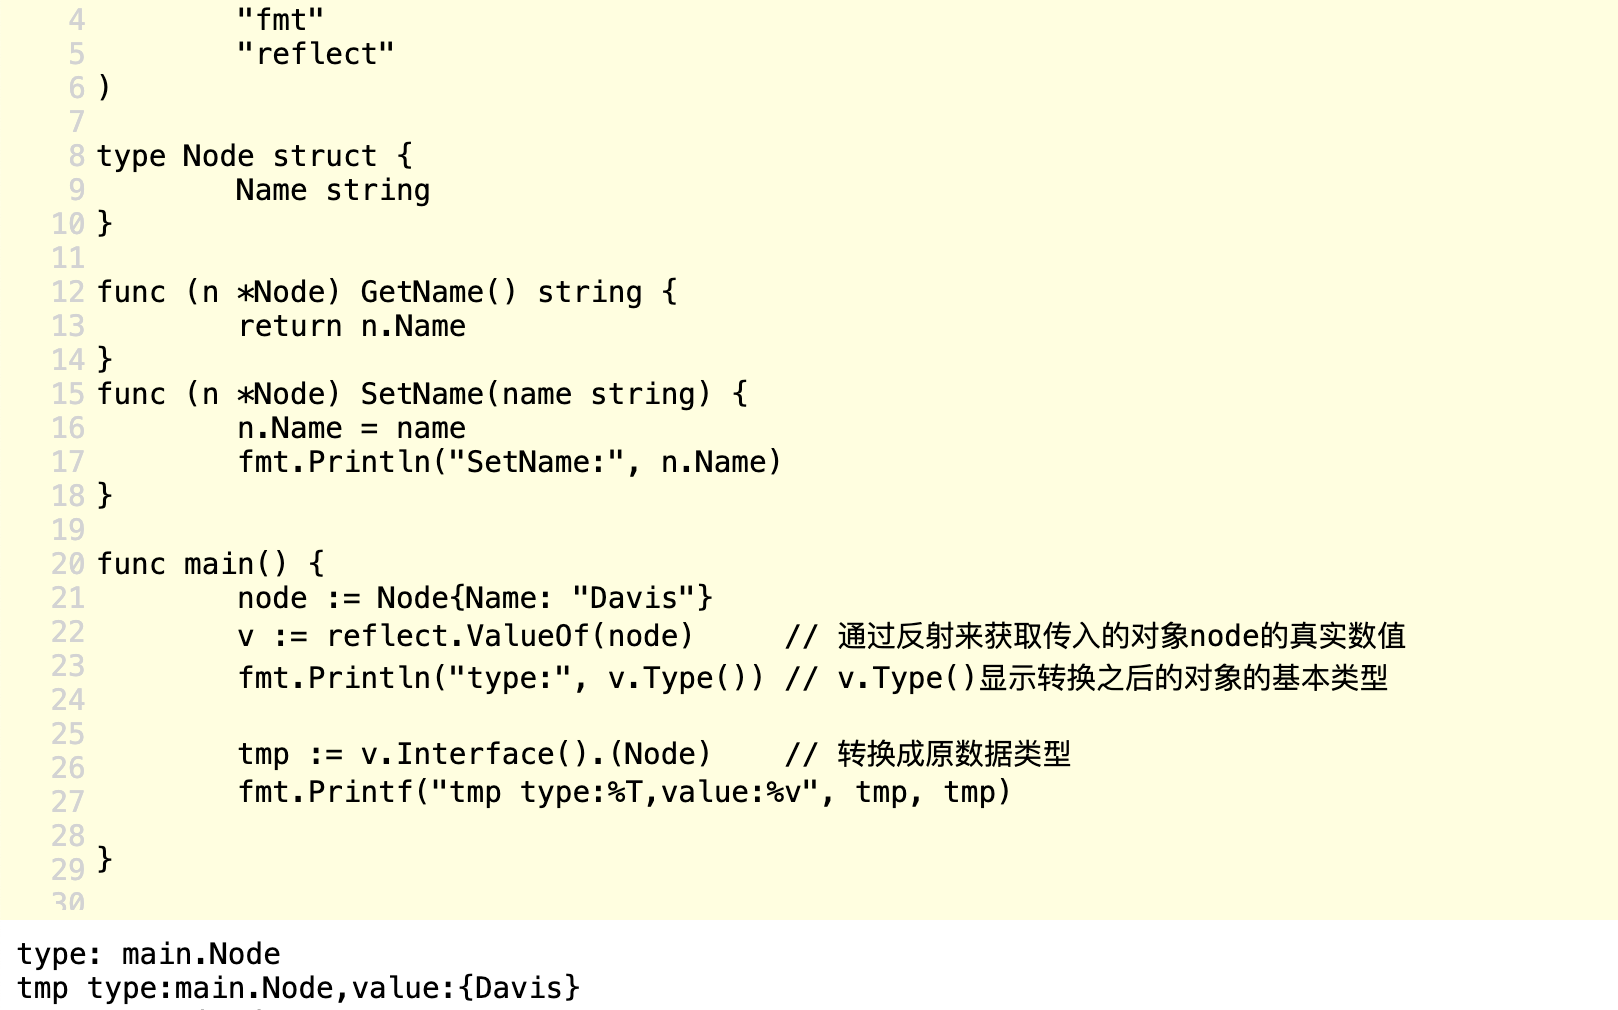 4 "fmt"
5 "reflect"
6 )
7
8 type Node struct {
9 Name string
10 }
11
12 func (n *Node) GetName() string {
13 return n.Name
14 }
15 func (n *Node) SetName(name string) {
16 n.Name = name
17 fmt.Println("SetName:", n.Name)
18 }
19
20 func main() {
21 node := Node{Name: "Davis"}
22 v := reflect.ValueOf(node) // 通过反射来获取传入的对象node的真实数值
23 fmt.Println("type:", v.Type()) // v.Type()显示转换之后的对象的基本类型
24
25 tmp := v.Interface().(Node) // 转换成原数据类型
26
27 fmt.Printf("tmp type:%T,value:%v", tmp, tmp)
28
29 }
30
type: main.Node
tmp type:main.Node,value:{Davis}